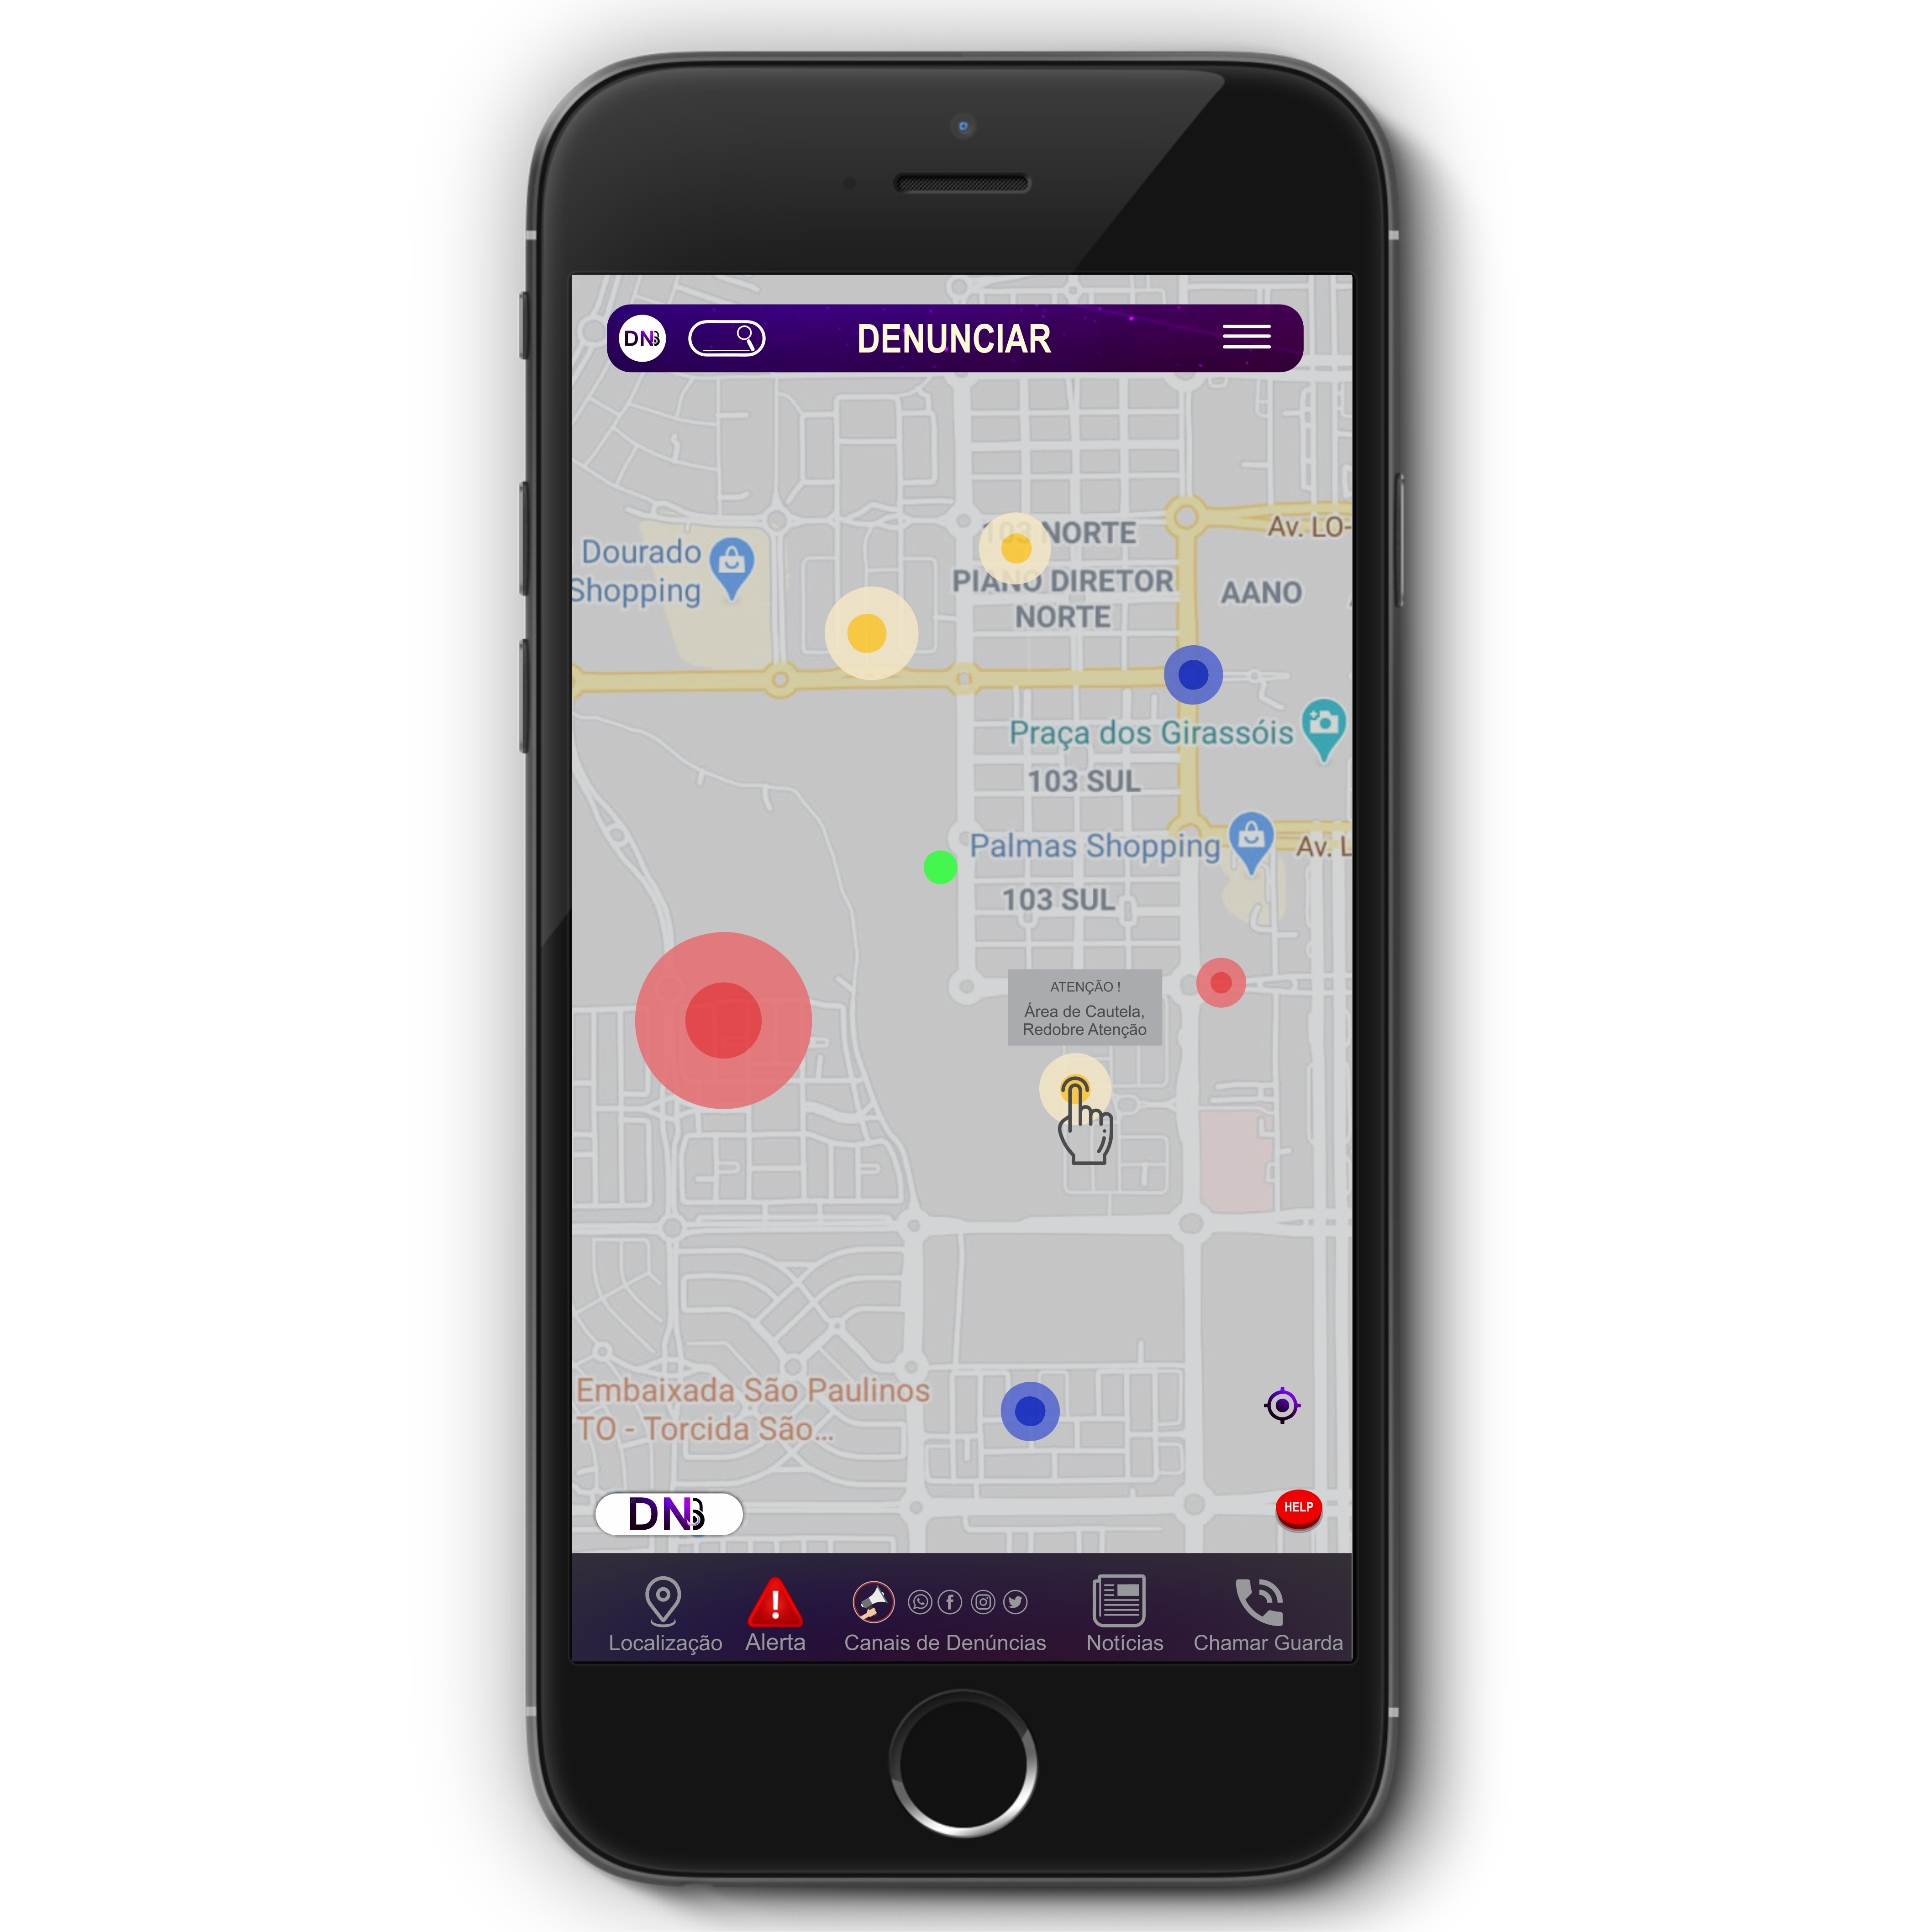 DNB
DENUNCIAR
103 NORTE
Av. LO-
Dourado
Shopping
PIANO DIRETOR
NORTE
AANO
Praça dos Girassóis
103 SUL
Palmas Shopping
Av. L
103 SUL
ATENÇÃO !
Área de Cautela,
Redobre Atenção
Embaixada São Paulinos
TO - Torcida São...
DNB
HELP
Localização
Alerta
Canais de Denúncias
Notícias
Chamar Guarda